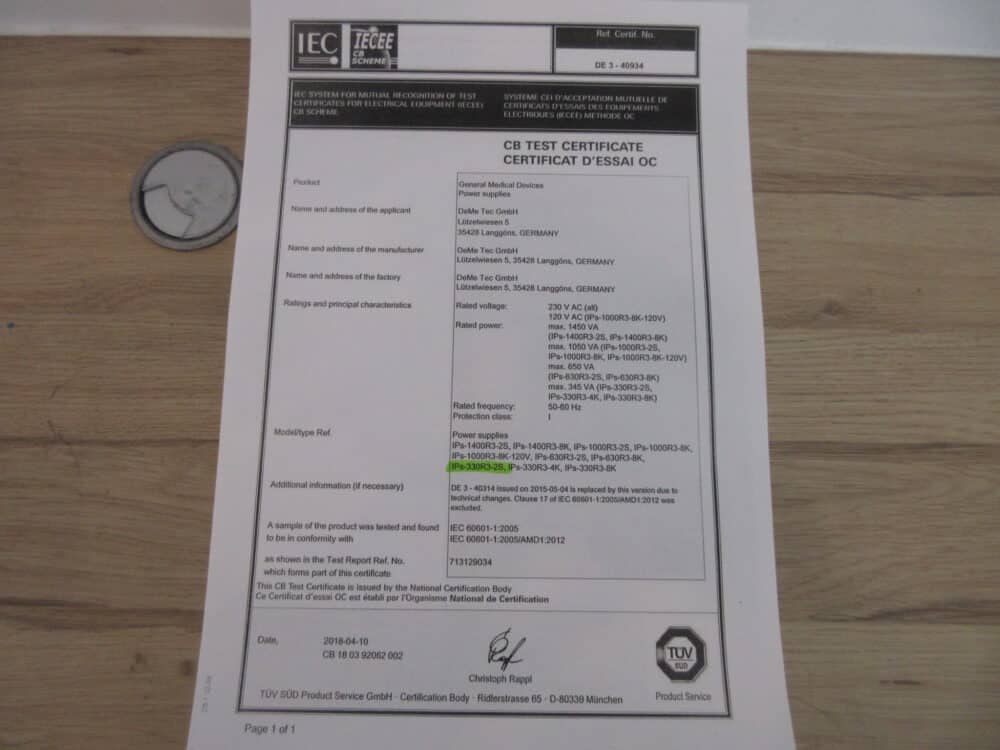 IEC
IECEE
CB
SCHEME
Ref. Certif. No.
DE 3 - 40934
IEC SYSTEM FOR MUTUAL RECOGNITION OF TEST
CERTIFICATES FOR ELECTRICAL EQUIPMENT (IECEE)
CB SCHEME
SYSTEME CEI D'ACCEPTATION MUTUELLE DE
CERTIFICATS D'ESSAIS DES EQUIPEMENTS
ELECTRIQUES (IECEE) METHODE OC
CB TEST CERTIFICATE
CERTIFICAT D'ESSAI OC
Product
General Medical Devices
Power supplies
Name and address of the applicant
DeMe Tec GmbH
Lützelwiesen 5
35428 Langgöns, GERMANY
Name and address of the manufacturer
DeMe Tec GmbH
Lützelwiesen 5, 35428 Langgöns, GERMANY
Name and address of the factory
DeMe Tec GmbH
Lützelwiesen 5, 35428 Langgöns, GERMANY
Ratings and principal characteristics
Rated voltage: 230 V AC (all)
120 V AC (IPs-1000R3-8K-120V)
Rated power: max. 1450 VA
(IPs-1400R3-2S, IPs-1400R3-8K)
max. 1050 VA (IPs-1000R3-2S,
IPs-1000R3-8K, IPs-1000R3-8K-120V)
max. 650 VA
(IPs-630R3-2S, IPs-630R3-8K)
max. 345 VA (IPs-330R3-2S,
IPs-330R3-4K, IPs-330R3-8K)
Rated frequency: 50-60 Hz
Protection class: I
Model/type Ref.
Power supplies
IPs-1400R3-2S, IPs-1400R3-8K, IPs-1000R3-2S, IPs-1000R3-8K,
IPs-1000R3-8K-120V, IPs-630R3-2S, IPs-630R3-8K,
IPs-330R3-2S, IPs-330R3-4K, IPs-330R3-8K
Additional information (if necessary)
DE 3 - 40314 issued on 2015-05-04 is replaced by this version due to
technical changes. Clause 17 of IEC 60601-1:2005/AMD1:2012 was
excluded.
A sample of the product was tested and found
to be in conformity with
IEC 60601-1:2005
IEC 60601-1:2005/AMD1:2012
as shown in the Test Report Ref. No.
which forms part of this certificate
713129034
This CB Test Certificate is issued by the National Certification Body
Ce Certificat d'essai OC est établi par l'Organisme National de Certification
Date, 2018-04-10
CB 18 03 92062 002
Christoph Rappl
TÜV
SÜD
Product Service
TÜV SÜD Product Service GmbH · Certification Body · Ridlerstrasse 65 · D-80339 München
Page 1 of 1